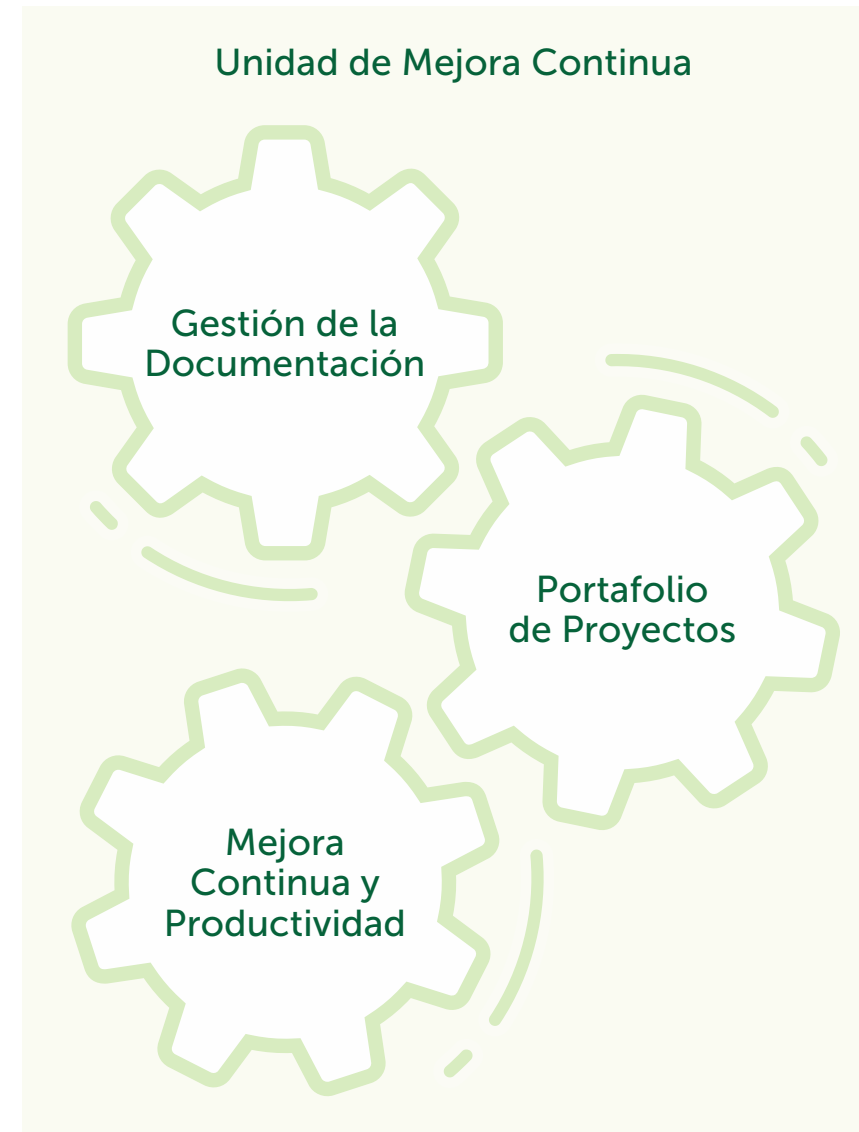 Unidad de Mejora Continua
Gestión de la
Documentación
Portafolio
de Proyectos
Mejora
Continua y
Productividad